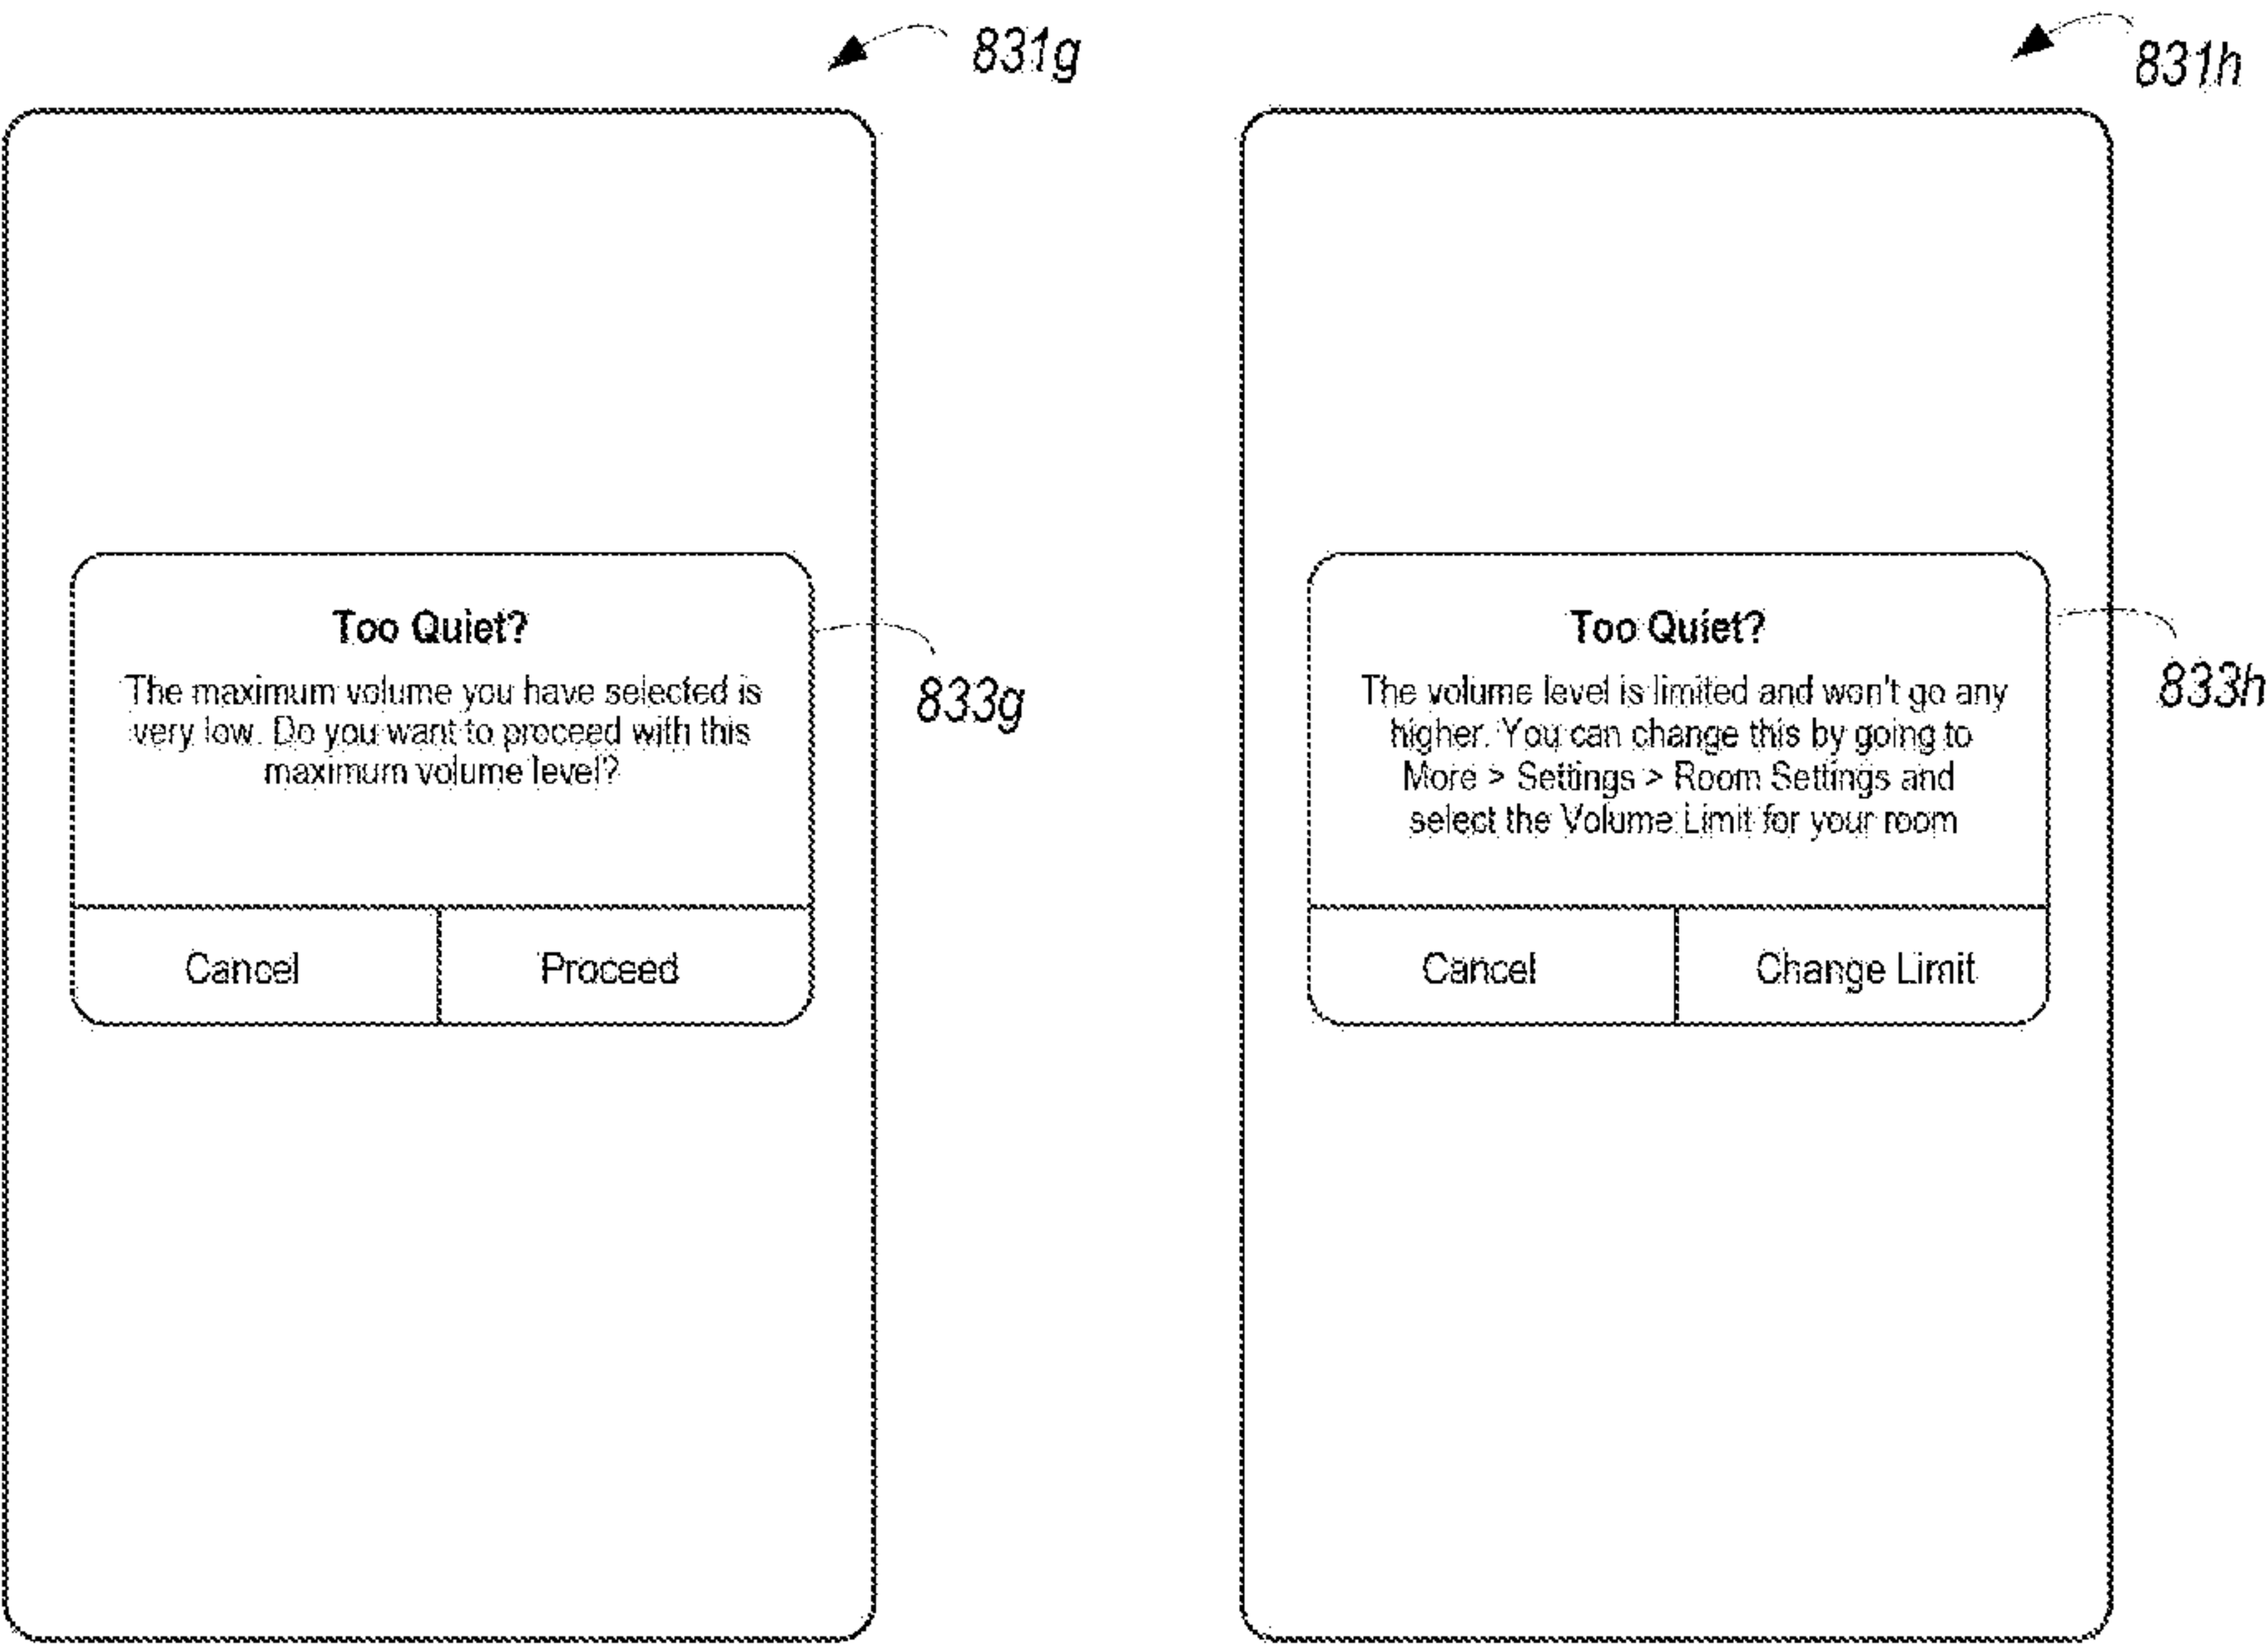 831g
831h
Too Quiet?
The maximum volume you have selected is
very low. Do you want to proceed with this
maximum volume level?
Cancel
Proceed
833g
Too Quiet?
The volume level is limited and won't go any
higher. You can change this by going to
More > Settings > Room Settings and
select the Volume Limit for your room
Cancel
Change Limit
833h